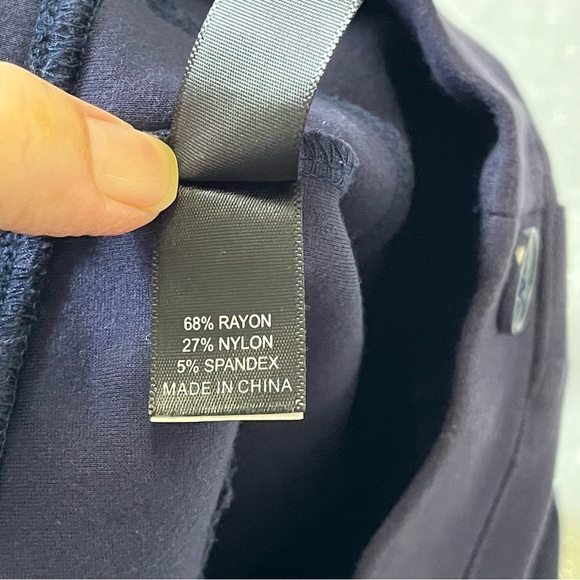 68% RAYON
27% NYLON
5% SPANDEX
MADE IN CHINA